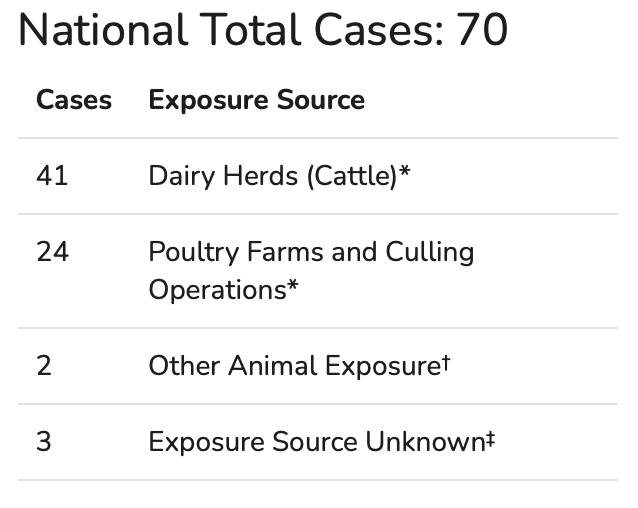 National Total Cases: 70
Cases Exposure Source
41 Dairy Herds (Cattle)*
24 Poultry Farms and Culling
Operations*
2 Other Animal Exposure†
3 Exposure Source Unknown‡